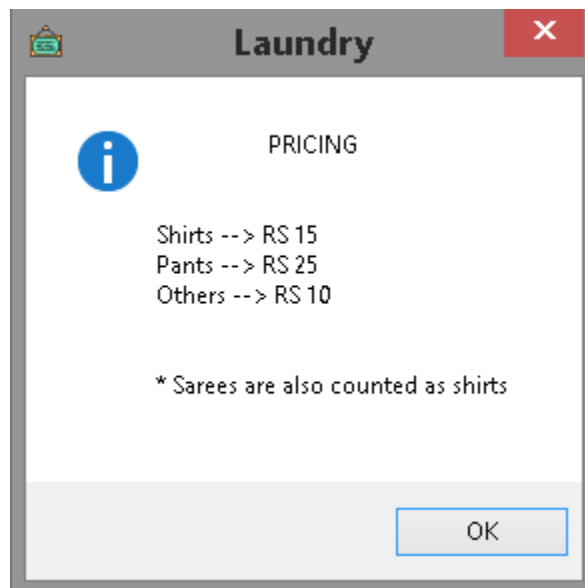 Laundry
PRICING
Shirts --> RS 15
Pants --> RS 25
Others --> RS 10
* Sarees are also counted as shirts
OK